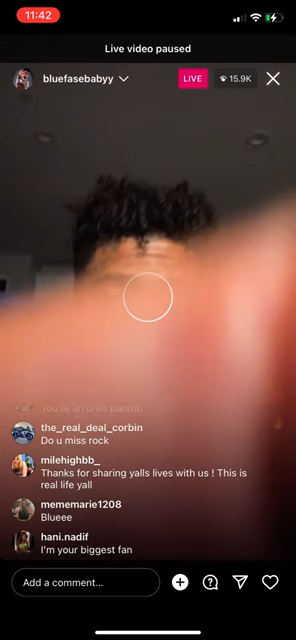 11:42
Live video paused
bluefasebabyy
LIVE
15.9K
You're an unfit parent.
the_real_deal_corbin
Do u miss rock
milehighbb_
Thanks for sharing yalls lives with us ! This is
real life yall
mememarie1208
Blueee
hani.nadif
I'm your biggest fan
Add a comment...